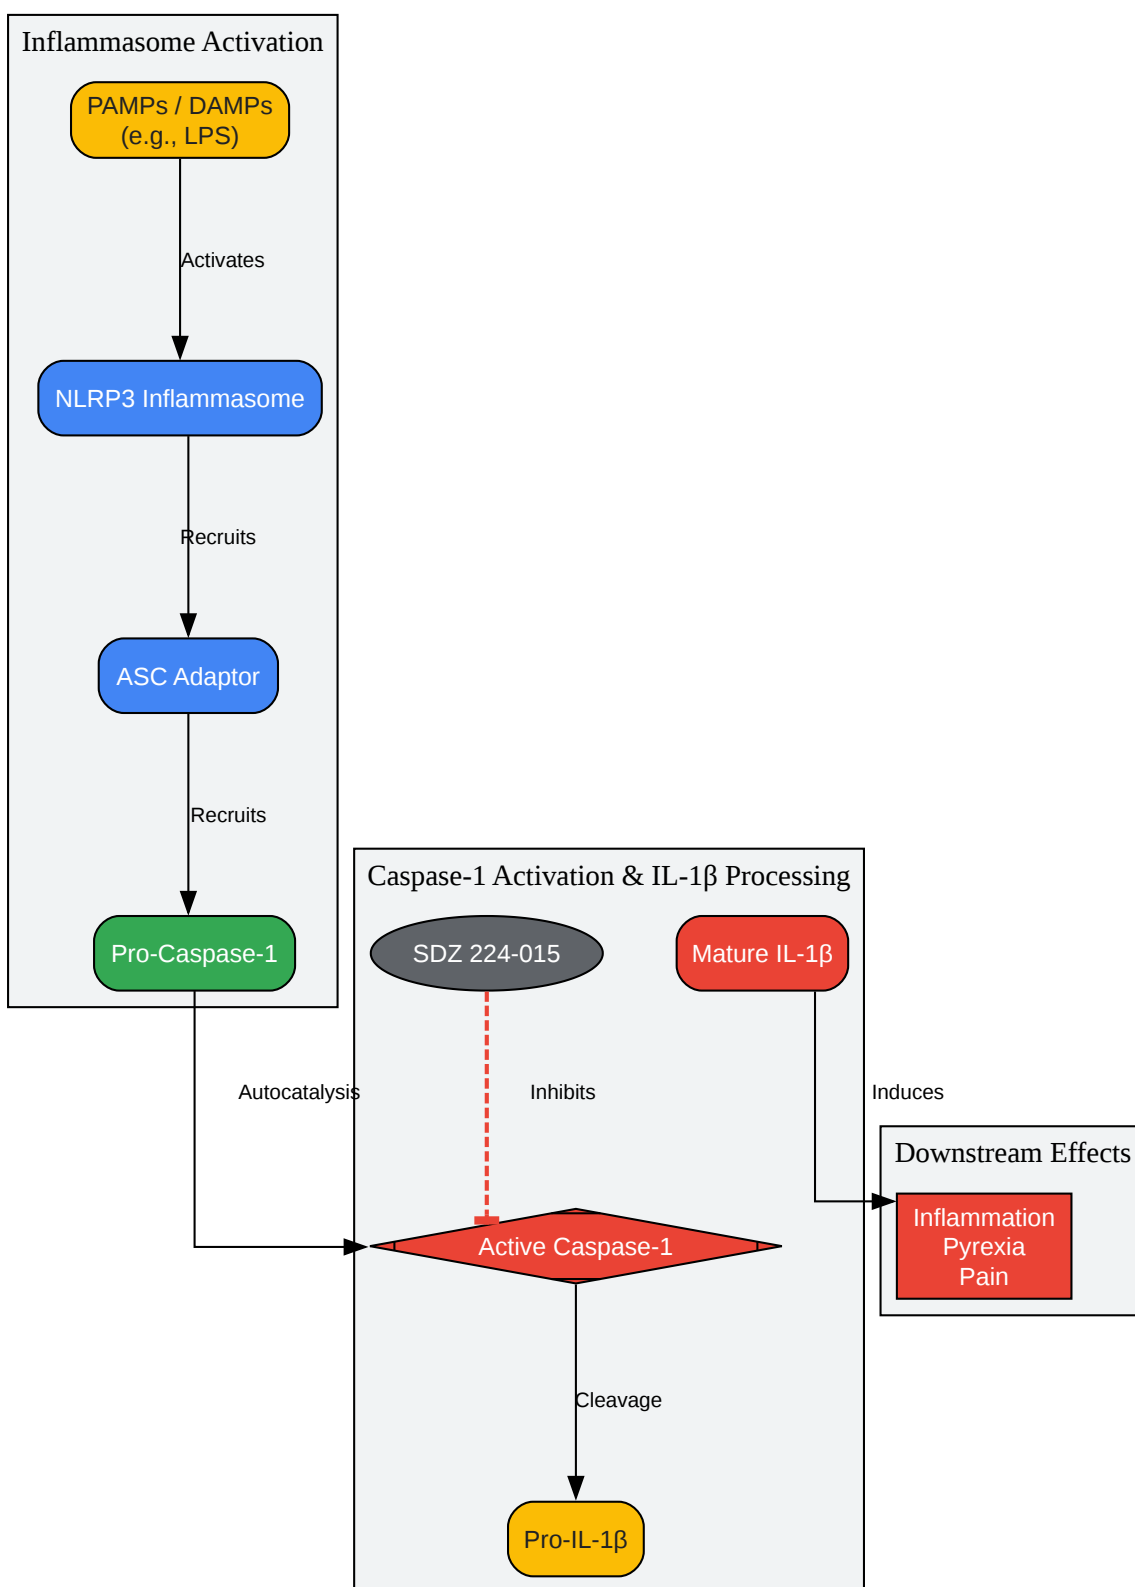 Inflammasome Activation
PAMPs / DAMPs
(e.g., LPS)
Activates
NLRP3 Inflammasome
Recruits
ASC Adaptor
Recruits
Pro-Caspase-1
Caspase-1 Activation & IL-1β Processing
SDZ 224-015
Mature IL-1β
Autocatalysis
Inhibits
Induces
Downstream Effects
Inflammation
Pyrexia
Pain
Active Caspase-1
Cleavage
Pro-IL-1β